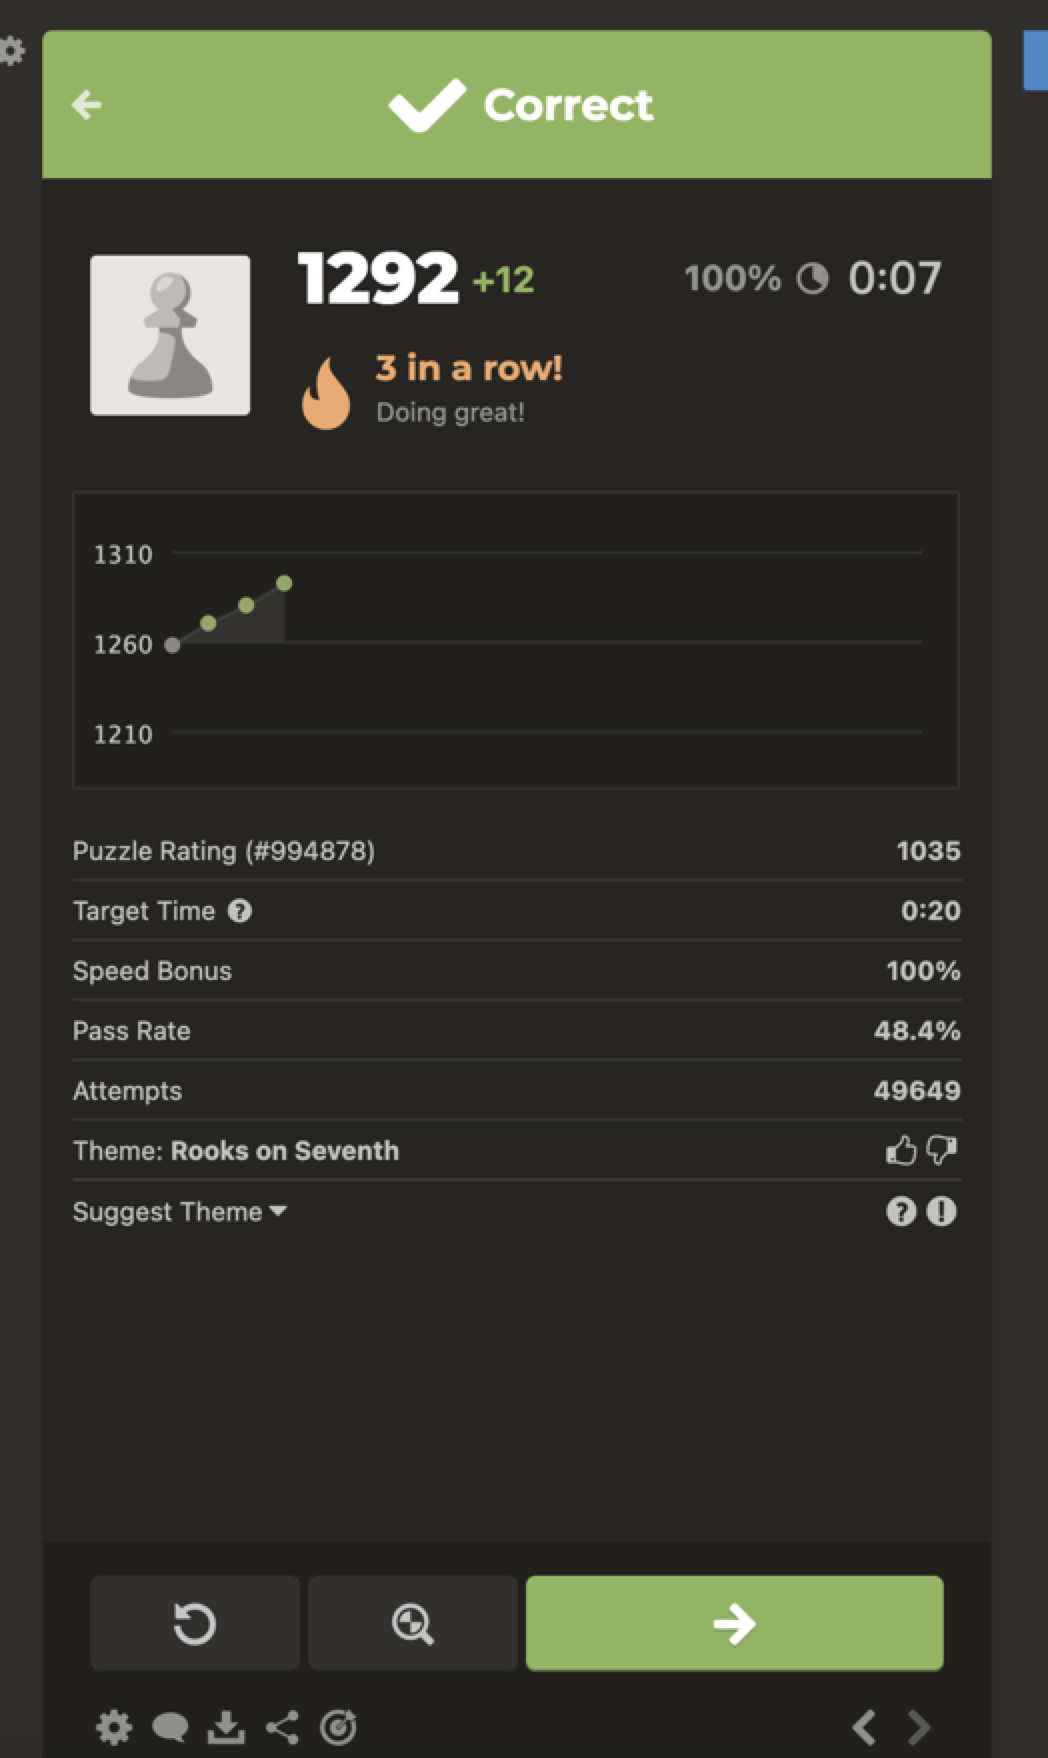 Correct
1292 +12 100% 0:07
3 in a row!
Doing great!
1310
1260
1210
Puzzle Rating (#994878) 1035
Target Time ? 0:20
Speed Bonus 100%
Pass Rate 48.4%
Attempts 49649
Theme: Rooks on Seventh
Suggest Theme ? !